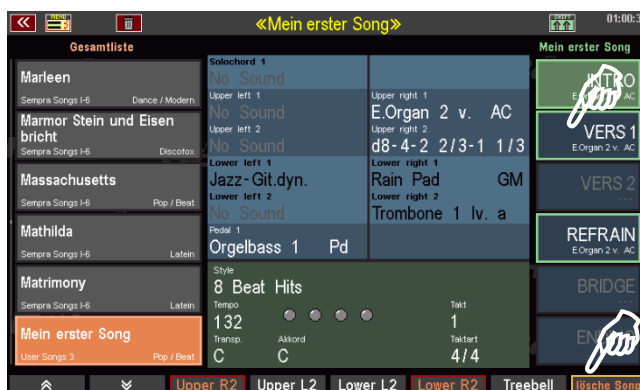 MENU
«Mein erster Song»
SHIFT
01:00:3
Gesamtliste
Mein erster Song
Marleen
Sempra Songs I-6 Dance / Modern
Marmor Stein und Eisen
bricht
Sempra Songs I-6 Discofox
Massachusetts
Sempra Songs I-6 Pop / Beat
Mathilda
Sempra Songs I-6 Latein
Matrimony
Sempra Songs I-6 Latein
Mein erster Song
User Songs 3 Pop / Beat
Solochord 1
No Sound
Upper left 1
No Sound
Upper right 1
E.Organ 2 v. AC
Upper left 2
No Sound
Upper right 2
d8-4-2 2/3-1 1/3
Lower left 1
Jazz-Git.dyn.
Lower right 1
Rain Pad GM
Lower left 2
No Sound
Lower right 2
Trombone 1 lv. a
Pedal 1
Orgelbass 1 Pd
Style
8 Beat Hits
Tempo
132
Takt
1
Transp.
C
Akkord
C
Taktart
4/4
INTRO
AC
VERS 1
E.Organ 2 v. AC
VERS 2
---
REFRAIN
E.Organ 2 v. AC
BRIDGE
Upper R2 Upper L2 Lower L2 Lower R2 Treebell lösche Song